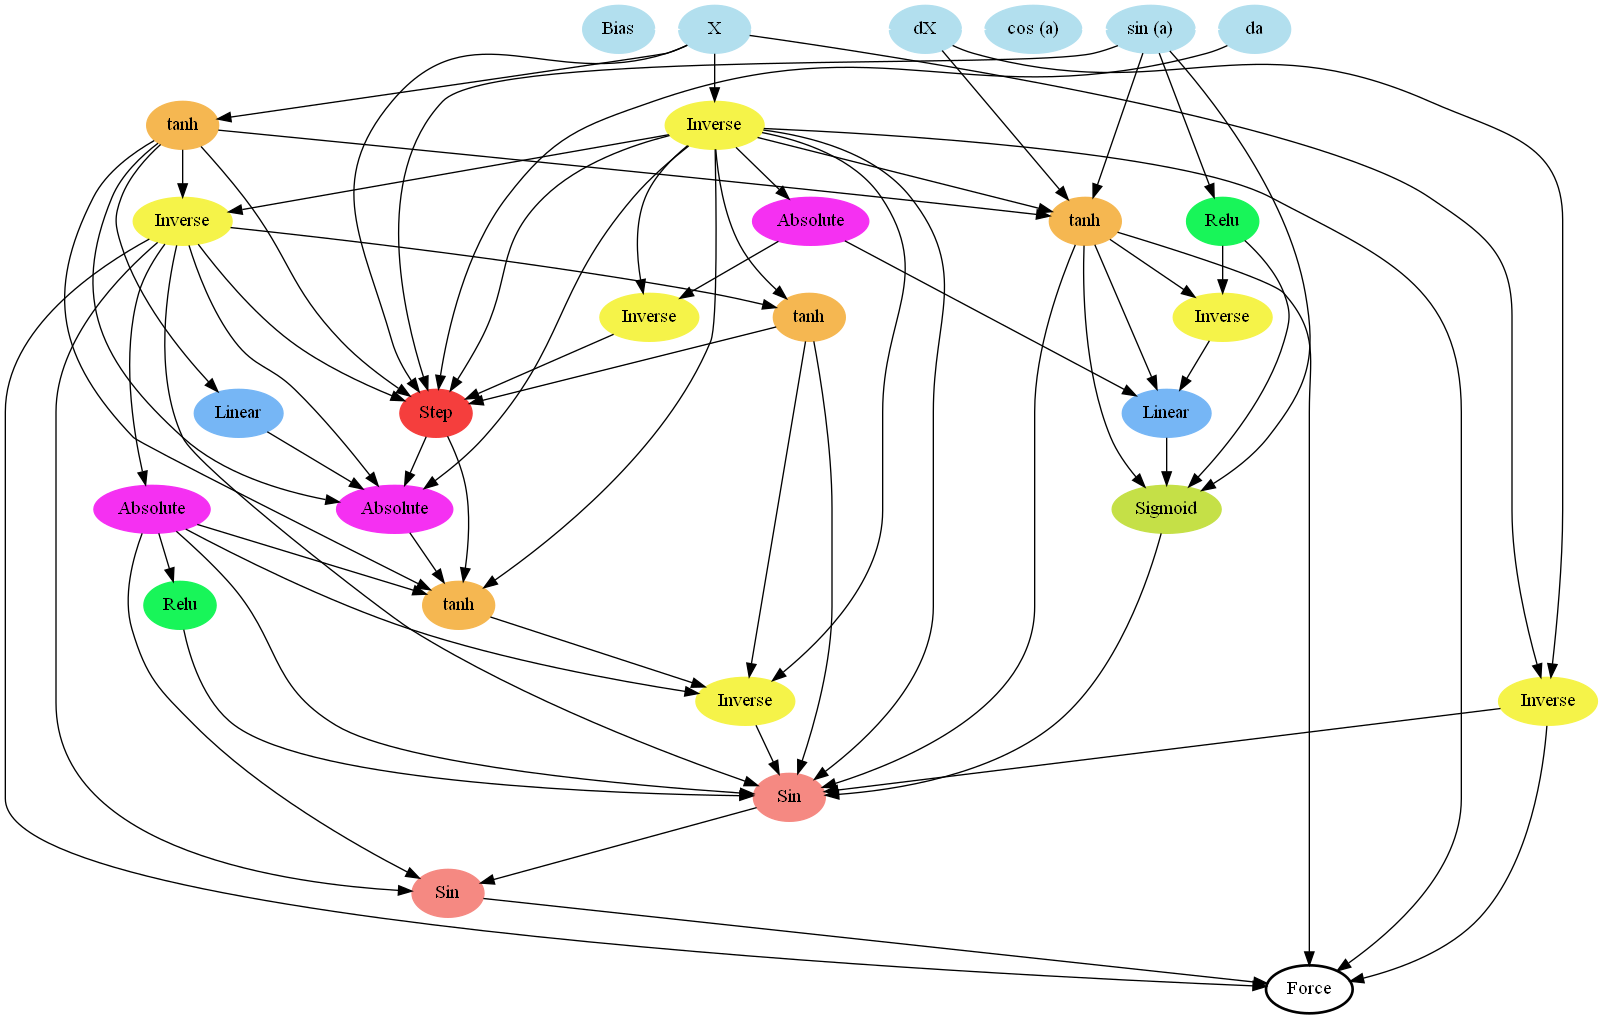 Bias
X
dX
cos (a)
sin (a)
da
tanh
Inverse
Inverse
Absolute
tanh
Relu
Inverse
tanh
Inverse
Linear
Step
Linear
Absolute
Absolute
Sigmoid
Relu
tanh
Inverse
Inverse
Sin
Sin
Force